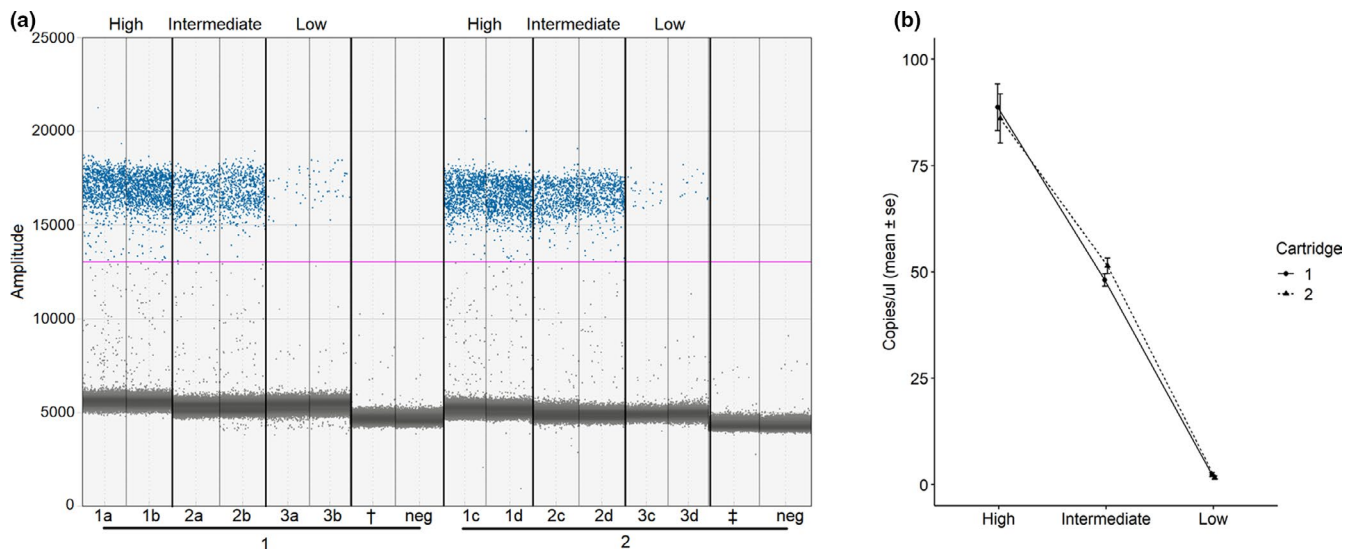 (a)
High Intermediate Low High Intermediate Low
25000
20000
15000
10000
5000
0
Amplitude
1a 1b 2a 2b 3a 3b † neg 1c 1d 2c 2d 3c 3d ‡ neg
1 2
(b)
100
75
50
25
0
Copies/ul (mean ± se)
High Intermediate Low
Cartridge
1
2